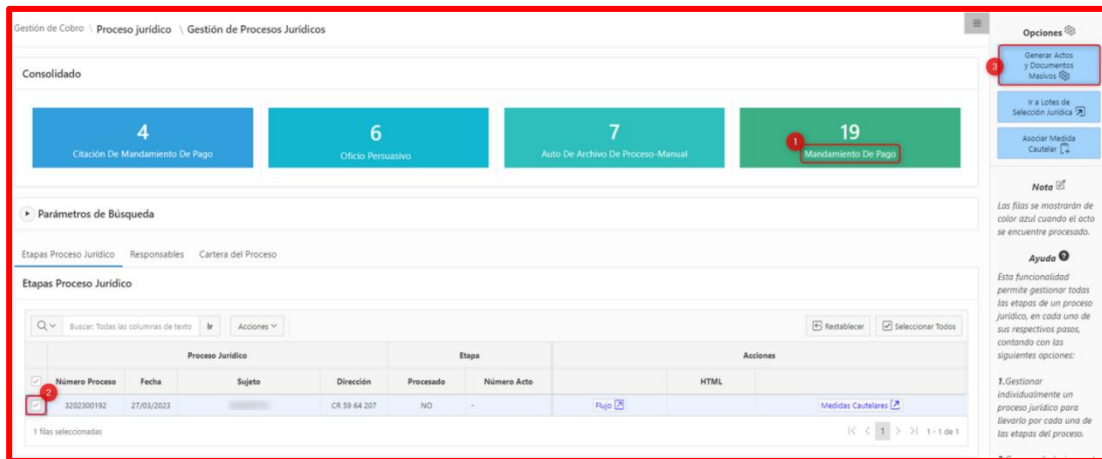 Gestión de Cobro \ Proceso jurídico \ Gestión de Procesos Jurídicos
Consolidado
4
Citación De Mandamiento De Pago
6
Oficio Persuasivo
7
Auto De Archivo De Proceso-Manual
19
1
Mandamiento De Pago
Parámetros de Búsqueda
Etapas Proceso Jurídico Responsables Cartera del Proceso
Etapas Proceso Jurídico
Buscar: Todas las columnas de texto Ir Acciones Restablecer Seleccionar Todos
Proceso Jurídico Etapa Acciones
Número Proceso Fecha Sujeto Dirección Procesado Número Acto HTML
2
3202300192 27/03/2023 CR 59 64 207 NO - Flujo Medidas Cautelares
1 filas seleccionadas 1 1 - 1 de 1
Opciones
3
Generar Actos
y Documentos
Masivos
Ir a Lotes de
Selección Jurídica
Asociar Medida
Cautelar
Nota
Las filas se mostrarán de
color azul cuando el acto
se encuentre procesado.
Ayuda
Esta funcionalidad
permite gestionar todas
las etapas de un proceso
jurídico, en cada uno de
sus respectivos pasos,
contando con las
siguientes opciones:
1.Gestionar
individualmente un
proceso jurídico para
llevarlo por cada una de
las etapas del proceso.